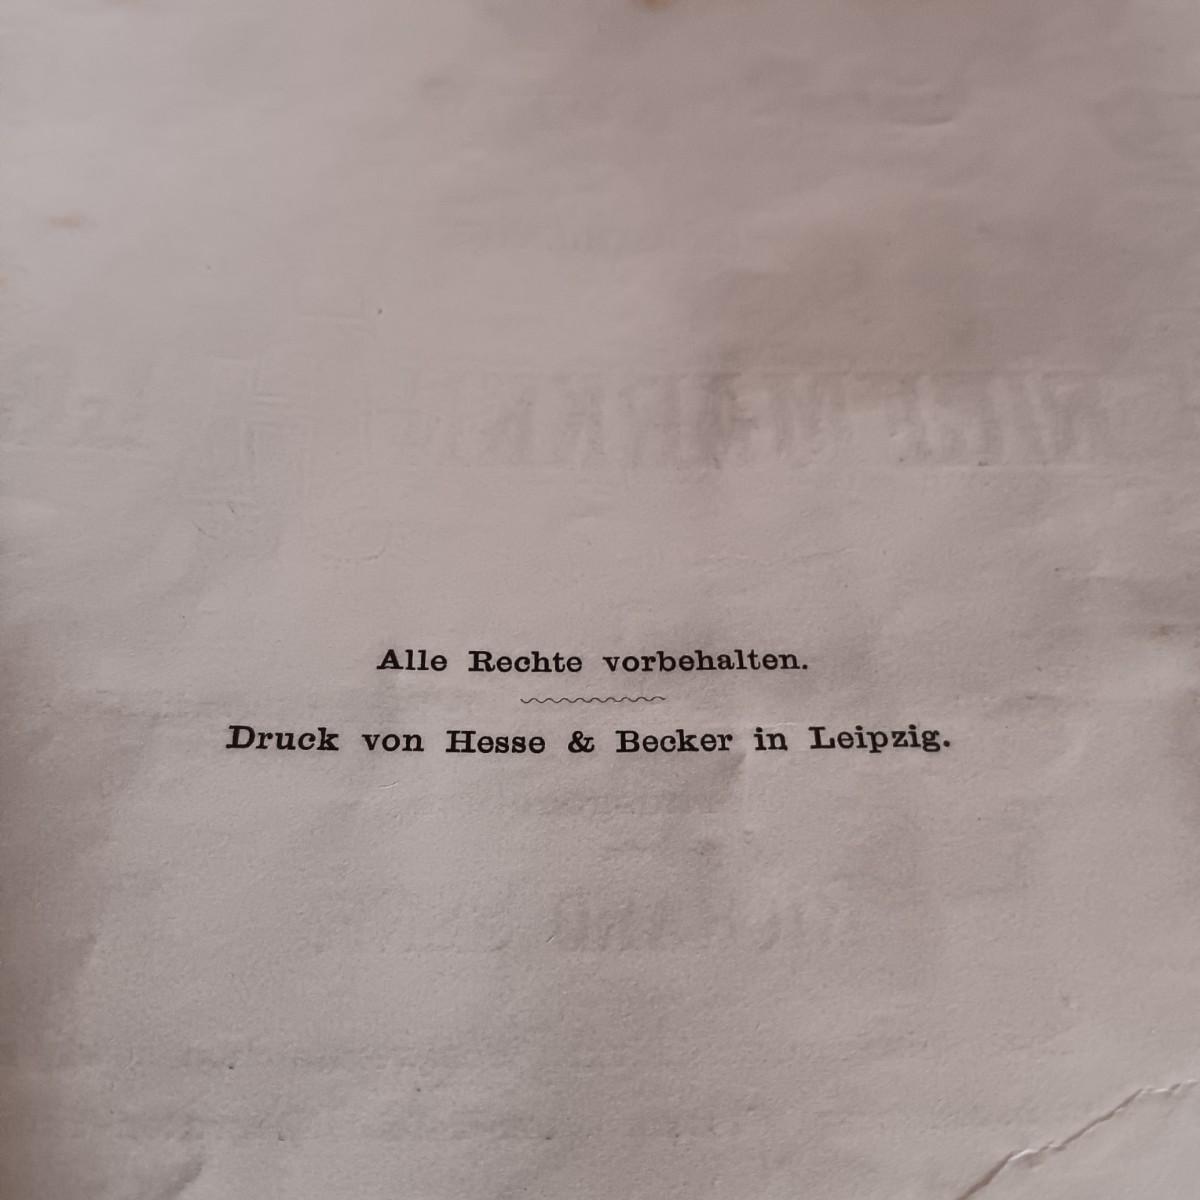 Alle Rechte vorbehalten.
Druck von Hesse & Becker in Leipzig.